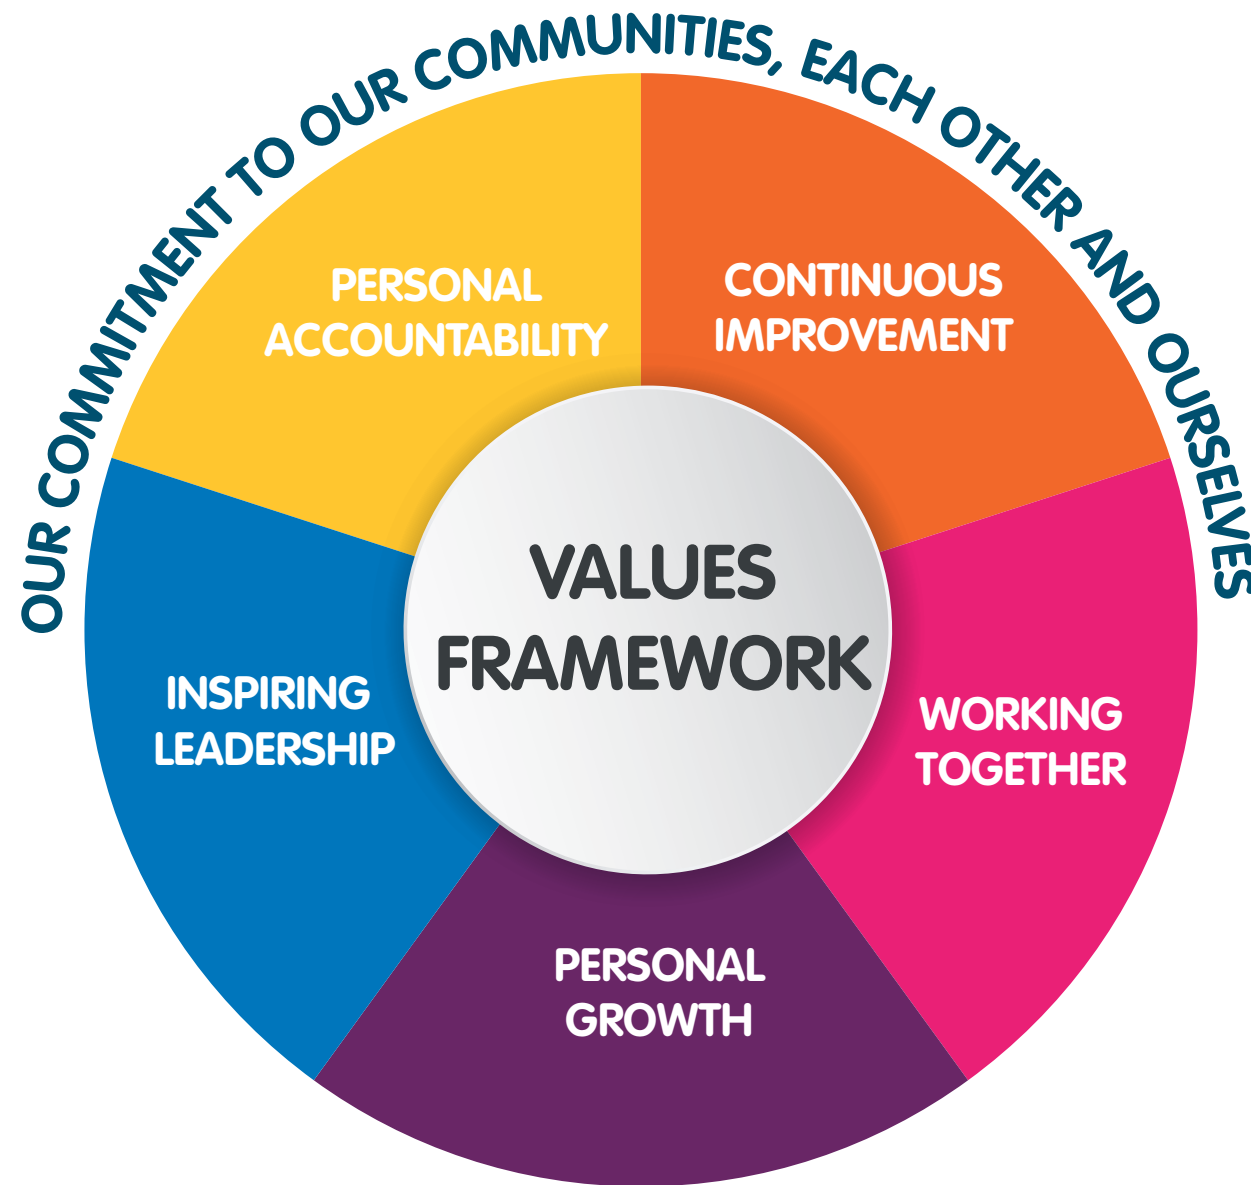 OUR COMMITMENT TO OUR COMMUNITIES, EACH OTHER AND OURSELVES
PERSONAL
ACCOUNTABILITY
CONTINUOUS
IMPROVEMENT
VALUES
FRAMEWORK
INSPIRING
LEADERSHIP
WORKING
TOGETHER
PERSONAL
GROWTH